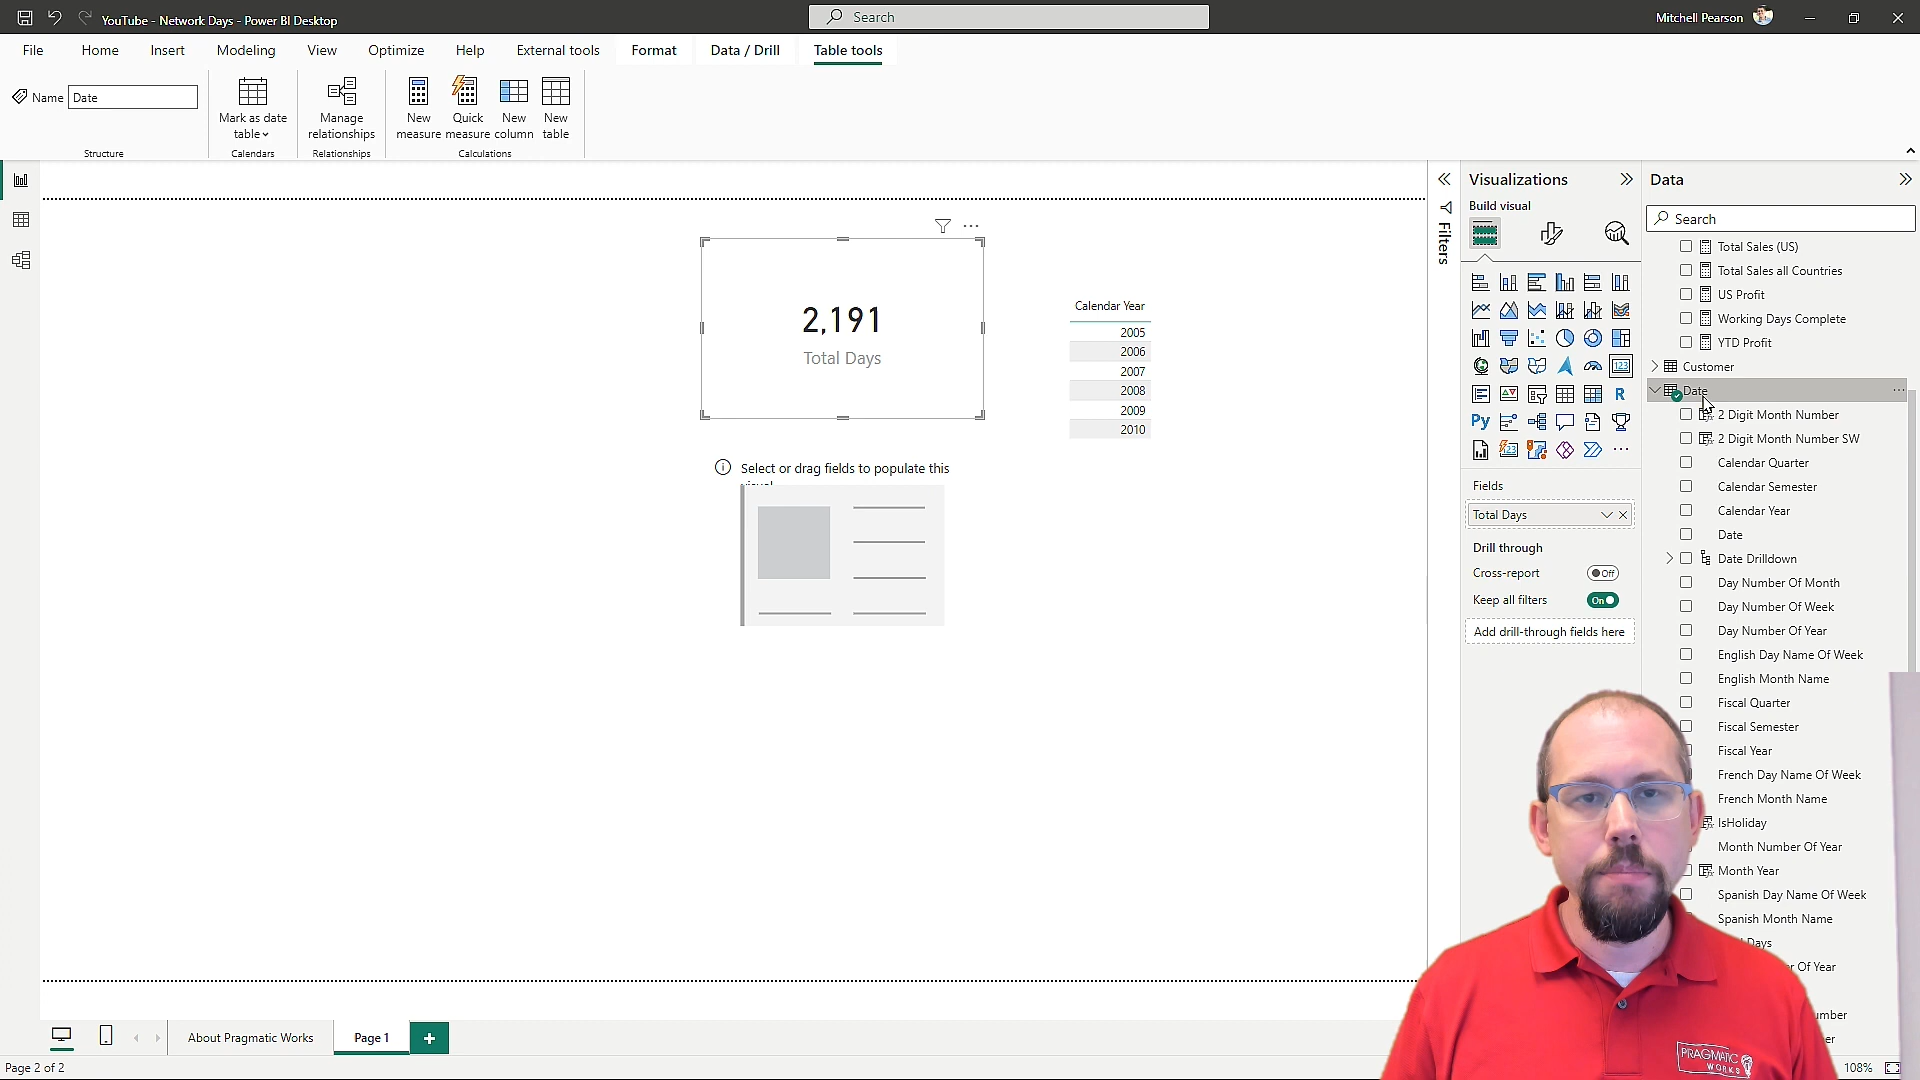 YouTube - Network Days - Power BI Desktop
Search
Mitchell Pearson
File
Home
Insert
Modeling
View
Optimize
Help
External tools
Format
Data / Drill
Table tools
Name
Date
Structure
Mark as date
table
Calendars
Manage
relationships
Relationships
New
measure
Quick
measure
New
column
New
table
Calculations
2,191
Total Days
Calendar Year
2005
2006
2007
2008
2009
2010
Select or drag fields to populate this
Filters
Visualizations
Build visual
123
R
Py
Fields
Total Days
Drill through
Cross-report
Off
Keep all filters
On
Add drill-through fields here
Data
Search
Total Sales (US)
Total Sales all Countries
US Profit
Working Days Complete
YTD Profit
Customer
Date
2 Digit Month Number
2 Digit Month Number SW
Calendar Quarter
Calendar Semester
Calendar Year
Date
Date Drilldown
Day Number Of Month
Day Number Of Week
Day Number Of Year
English Day Name Of Week
English Month Name
Fiscal Quarter
Fiscal Semester
Fiscal Year
French Day Name Of Week
French Month Name
IsHoliday
Month Number Of Year
Month Year
Spanish Day Name Of Week
Spanish Month Name
Days
Of Year
PRAGMATIC
WORKS
About Pragmatic Works
Page 1
Page 2 of 2
108%